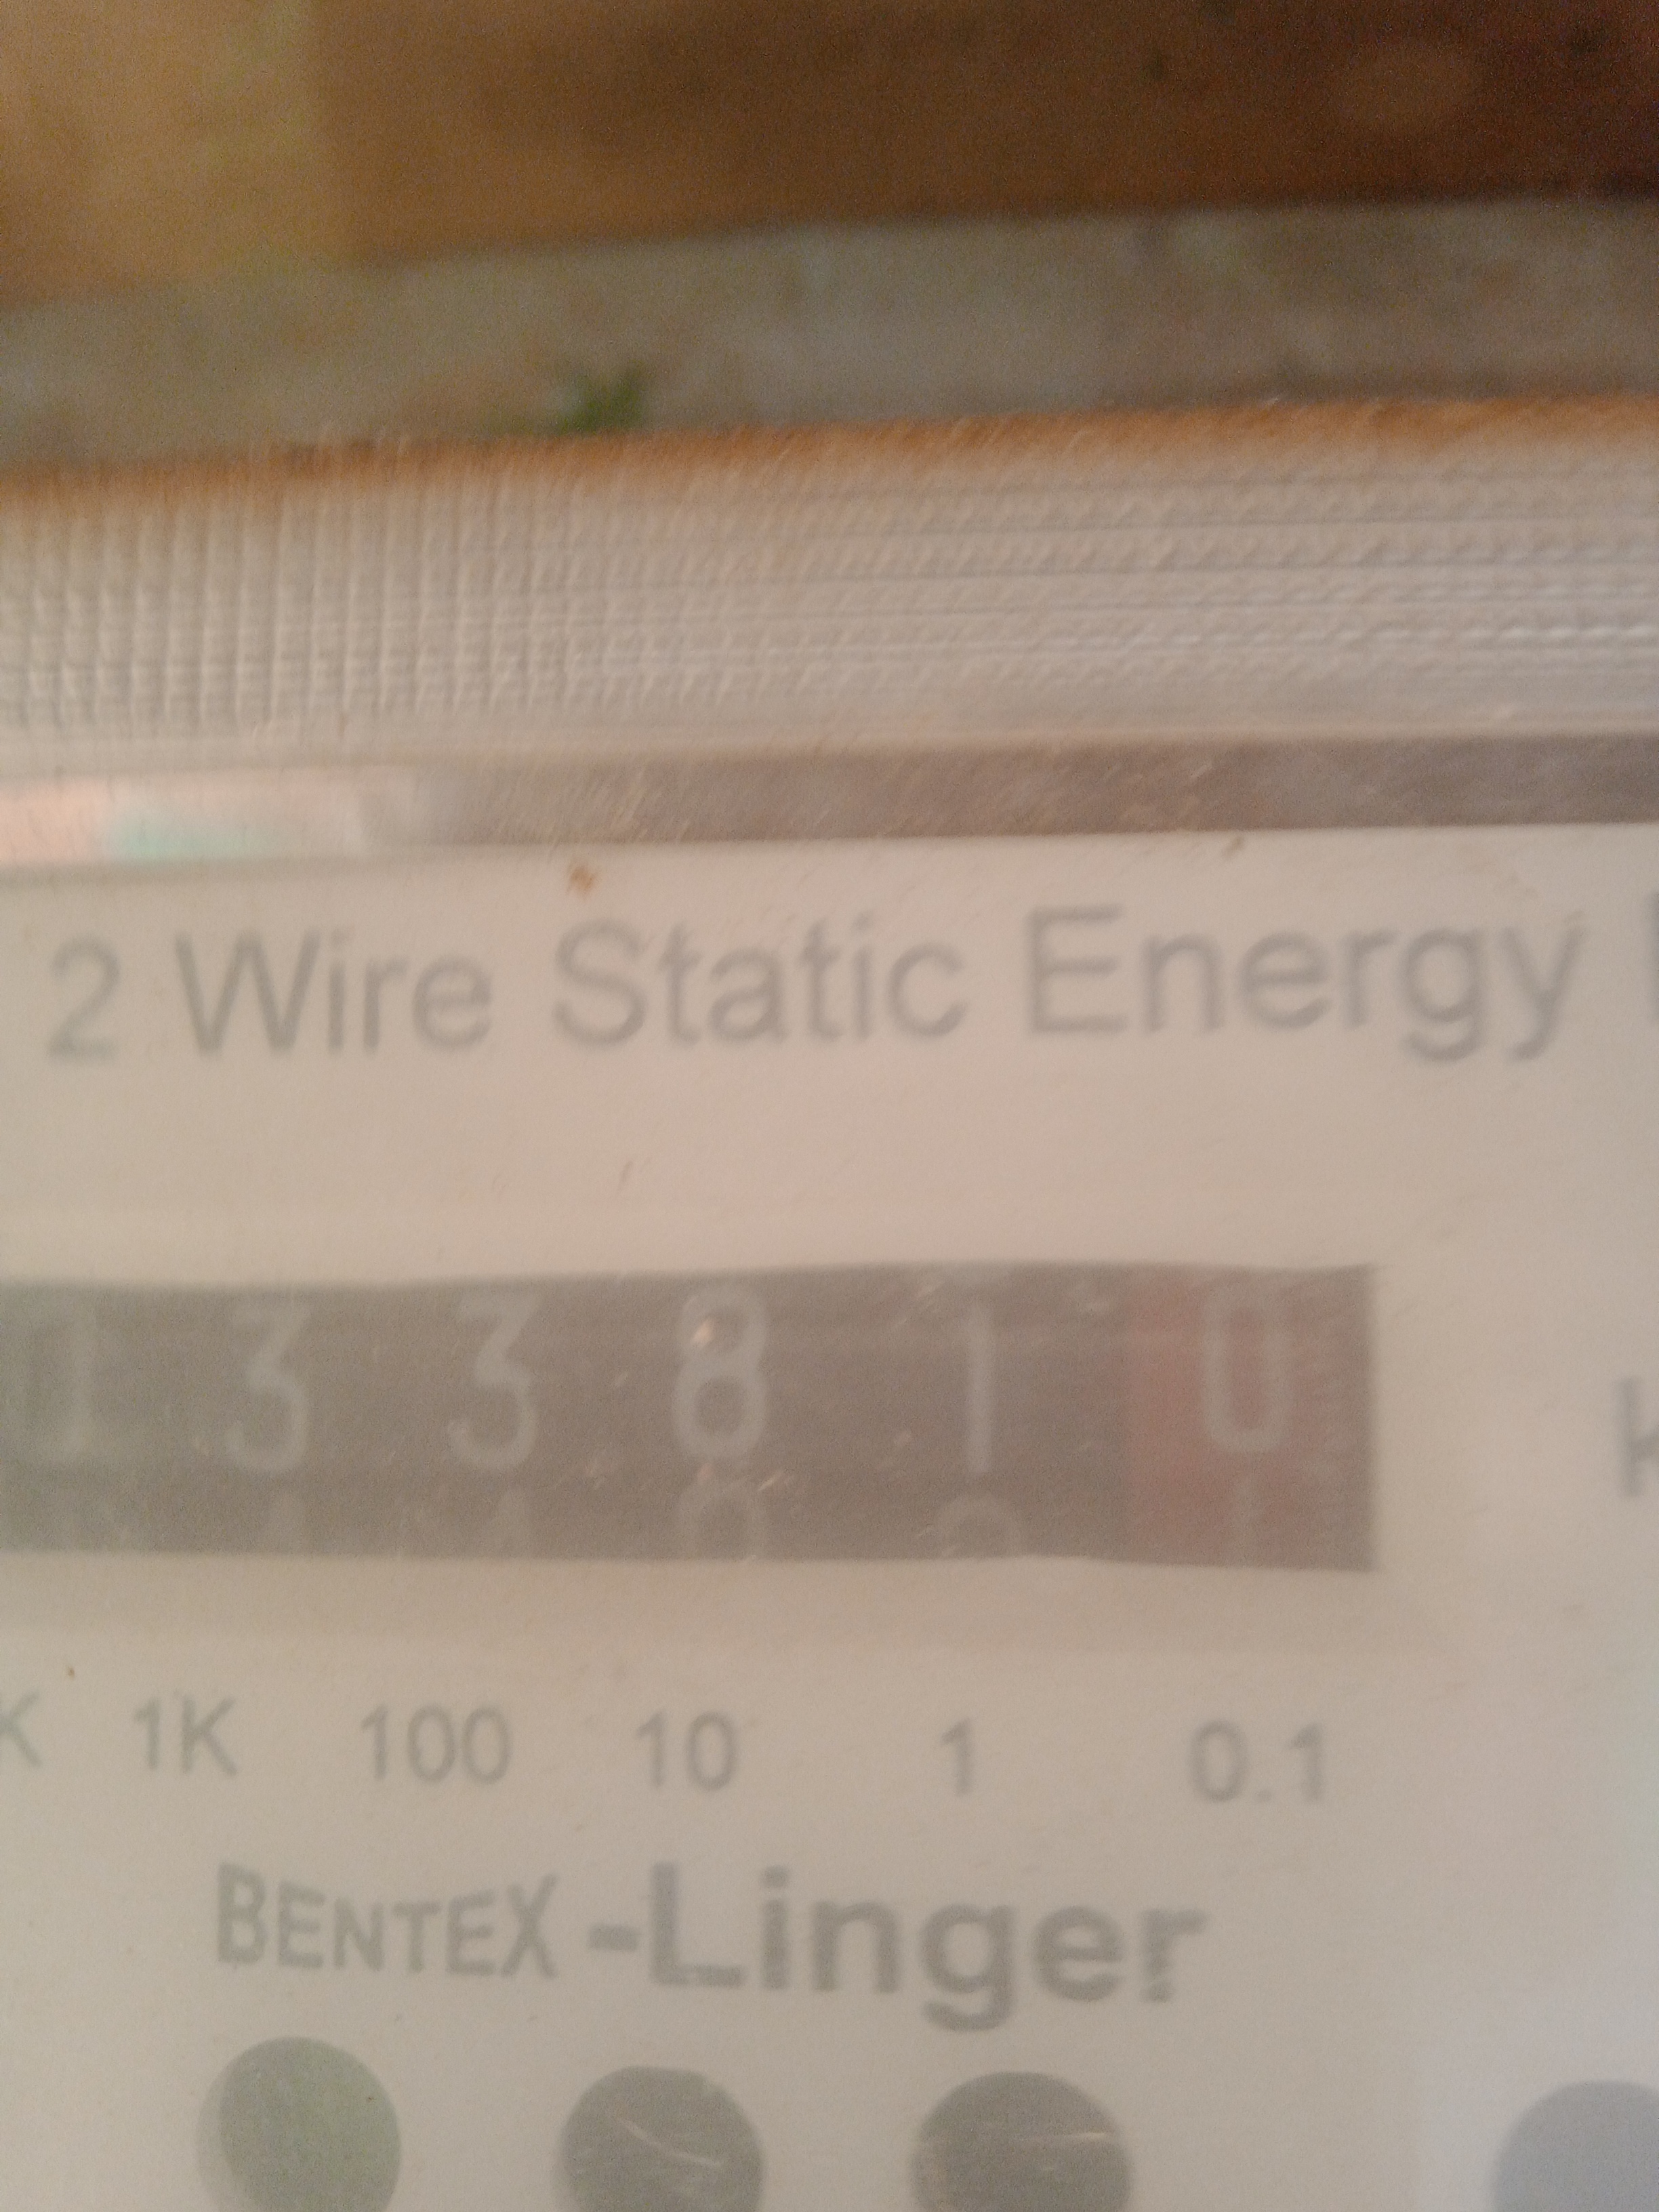 2 Wire Static Energy
3 3 8 1 0
1K 100 10 1 0.1
BENTEX -Linger